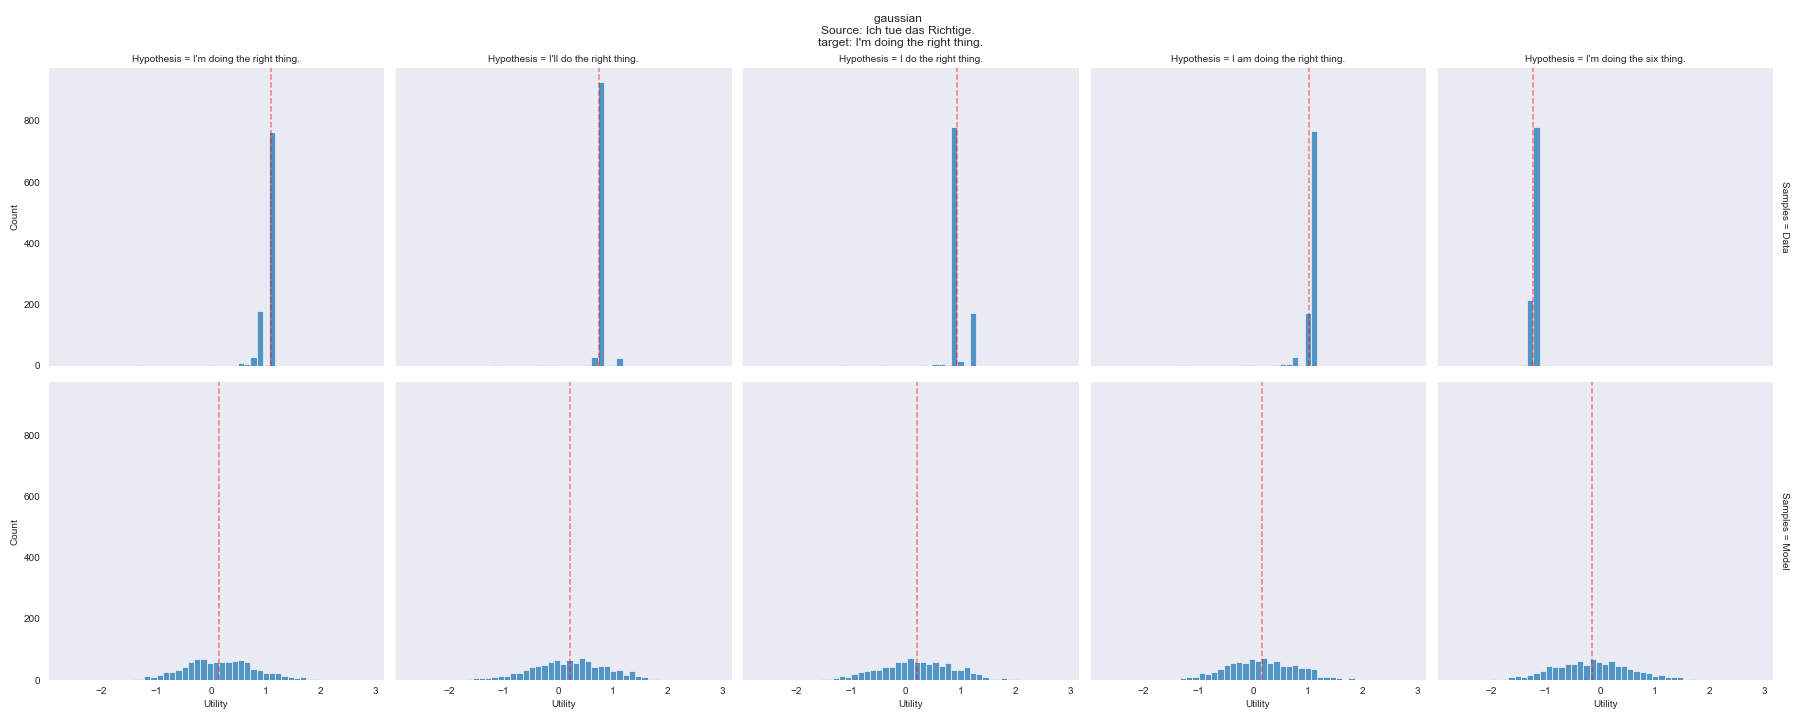 gaussian
Source: Ich tue das Richtige.
target: I'm doing the right thing.
Hypothesis = I'm doing the right thing.
Hypothesis = I'll do the right thing.
Hypothesis = I do the right thing.
Hypothesis = I am doing the right thing.
Hypothesis = I'm doing the six thing.
800
600
400
200
0
Count
Samples = Data
800
600
400
200
0
Count
Samples = Model
−2 −1 0 1 2 3
−2 −1 0 1 2 3
−2 −1 0 1 2 3
−2 −1 0 1 2 3
−2 −1 0 1 2 3
Utility
Utility
Utility
Utility
Utility